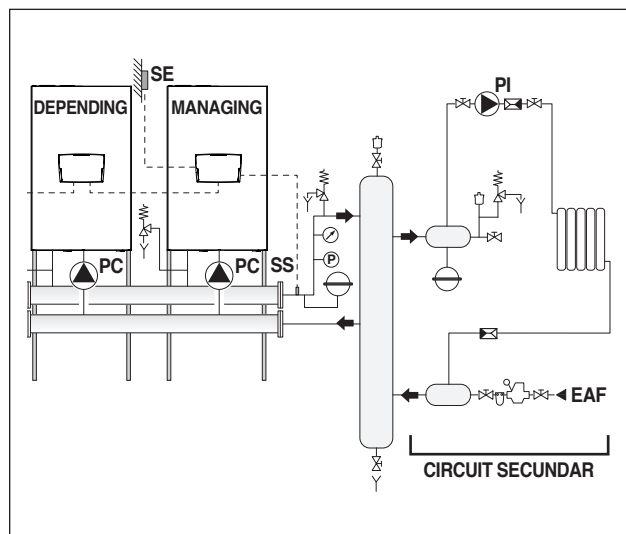 SE
PI
DEPENDING
MANAGING
PC
PC
SS
P
EAF
CIRCUIT SECUNDAR